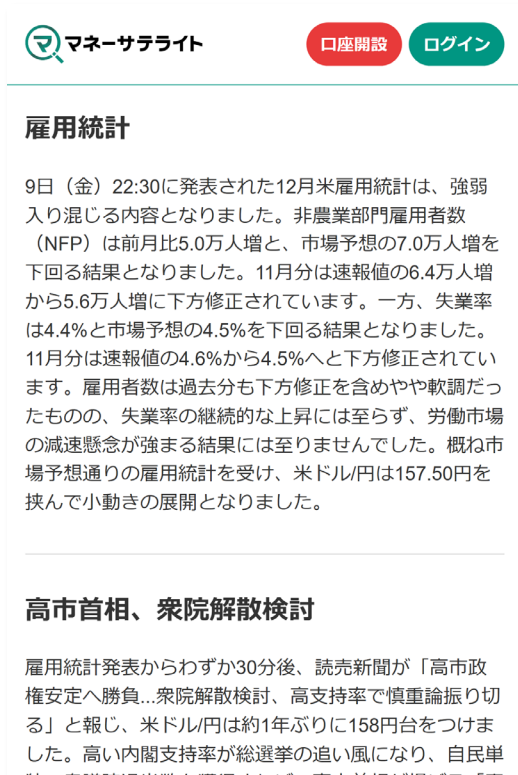 マネーサテライト
口座開設
ログイン
雇用統計
9日（金）22:30に発表された12月米雇用統計は、強弱
入り混じる内容となりました。非農業部門雇用者数
（NFP）は前月比5.0万人増と、市場予想の7.0万人増を
下回る結果となりました。11月分は速報値の6.4万人増
から5.6万人増に下方修正されています。一方、失業率
は4.4%と市場予想の4.5%を下回る結果となりました。
11月分は速報値の4.6%から4.5%へと下方修正されてい
ます。雇用者数は過去分も下方修正を含めやや軟調だっ
たものの、失業率の継続的な上昇には至らず、労働市場
の減速懸念が強まる結果には至りませんでした。概ね市
場予想通りの雇用統計を受け、米ドル/円は157.50円を
挟んで小動きの展開となりました。
高市首相、衆院解散検討
雇用統計発表からわずか30分後、読売新聞が「高市政
権安定へ勝負...衆院解散検討、高支持率で慎重論振り切
る」と報じ、米ドル/円は約1年ぶりに158円台をつけま
した。高い内閣支持率が総選挙の追い風になり、自民単